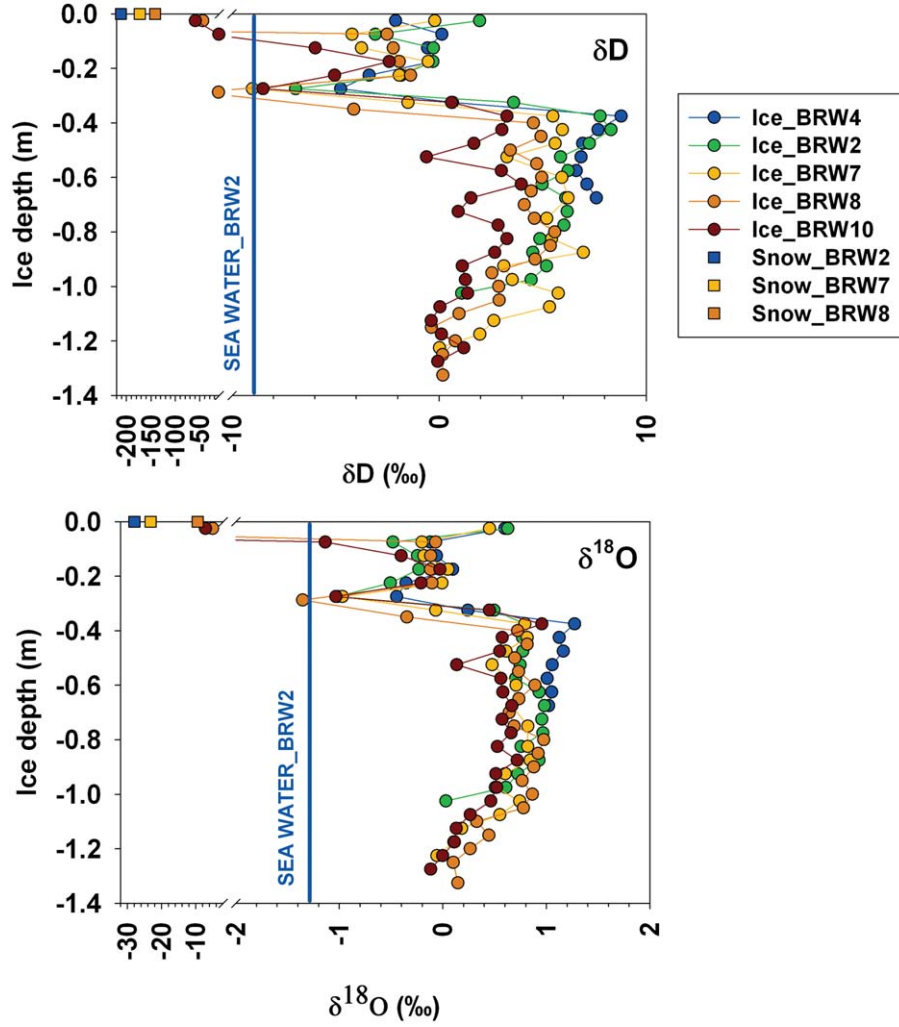 δD
Ice depth (m)
0.0
-0.2
-0.4
-0.6
-0.8
-1.0
-1.2
-1.4
SEA WATER_BRW2
-200
-150
-100
-50
-10
0
10
δD (‰)
Ice_BRW4
Ice_BRW2
Ice_BRW7
Ice_BRW8
Ice_BRW10
Snow_BRW2
Snow_BRW7
Snow_BRW8
δ¹⁸O
Ice depth (m)
0.0
-0.2
-0.4
-0.6
-0.8
-1.0
-1.2
-1.4
SEA WATER_BRW2
-30
-20
-10
-2
-1
0
1
2
δ¹⁸O (‰)